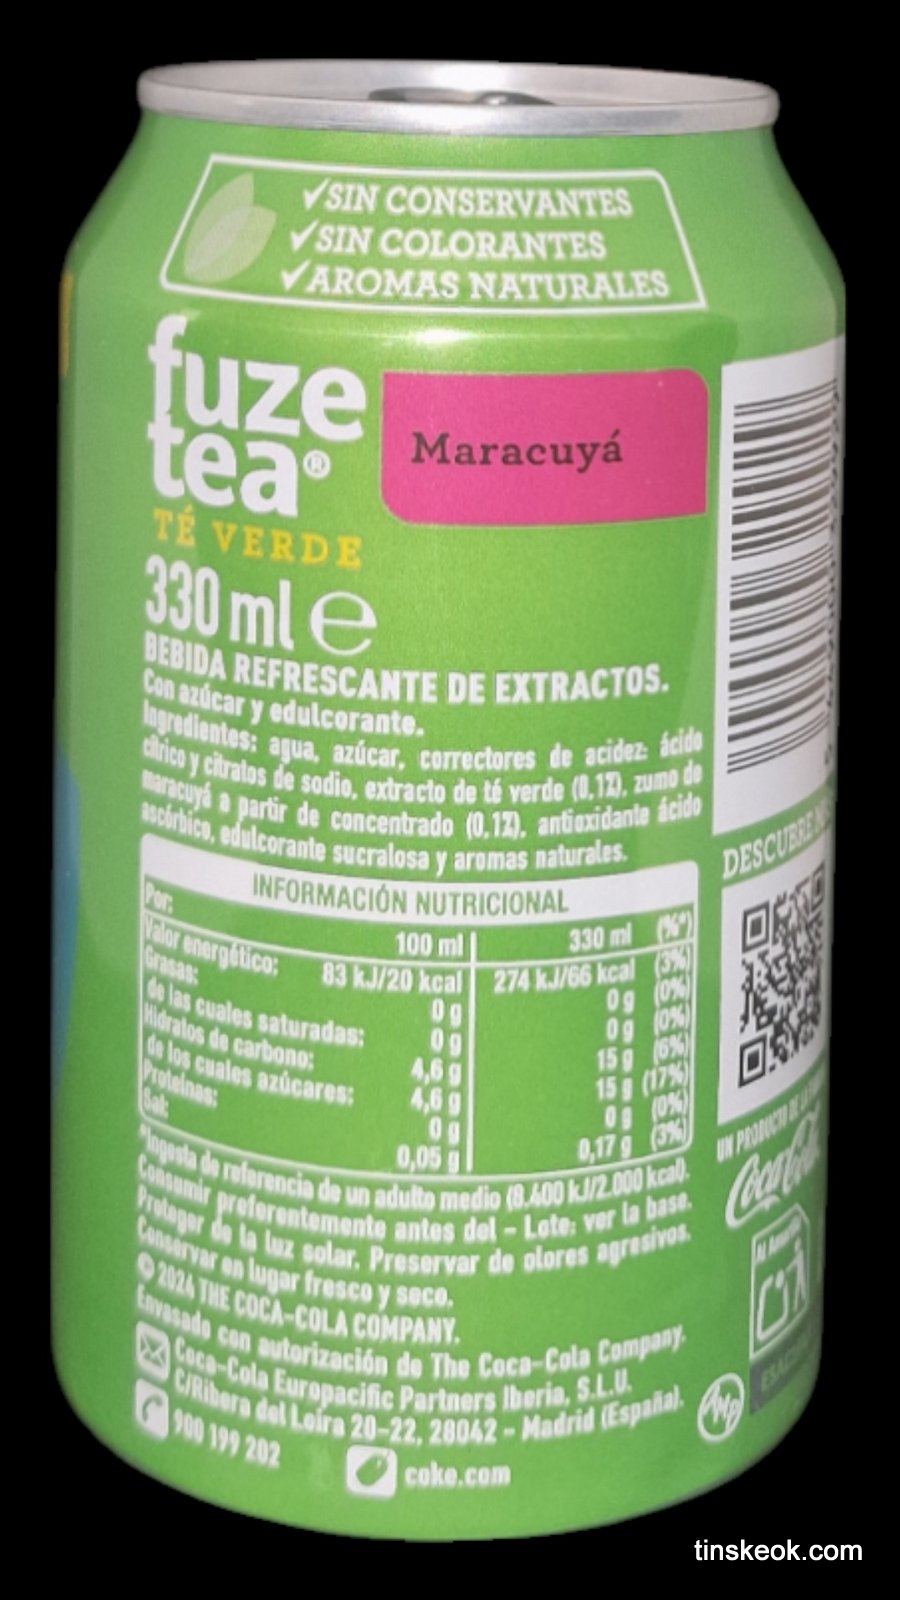 ✓SIN CONSERVANTES
✓SIN COLORANTES
✓AROMAS NATURALES
fuze
tea®
TÉ VERDE
Maracuyá
330 ml e
BEBIDA REFRESCANTE DE EXTRACTOS.
Con azúcar y edulcorante.
Ingredientes: agua, azúcar, correctores de acidez: ácido
cítrico y citratos de sodio, extracto de té verde (0,1%), zumo de
maracuyá a partir de concentrado (0,1%), antioxidante ácido
ascórbico, edulcorante sucralosa y aromas naturales.
INFORMACIÓN NUTRICIONAL
Por: 100 ml 330 ml (%*)
Valor energético: 83 kJ/20 kcal 274 kJ/66 kcal (3%)
Grasas: 0 g 0 g (0%)
de las cuales saturadas: 0 g 0 g (0%)
Hidratos de carbono: 4,6 g 15 g (6%)
de los cuales azúcares: 4,6 g 15 g (17%)
Proteínas: 0 g 0 g (0%)
Sal: 0,05 g 0,17 g (3%)
*Ingesta de referencia de un adulto medio (8.400 kJ/2.000 kcal).
Consumir preferentemente antes del - Lote: ver la base.
Proteger de la luz solar. Preservar de olores agresivos.
Conservar en lugar fresco y seco.
© 2024 THE COCA-COLA COMPANY.
Envasado con autorización de The Coca-Cola Company.
Coca-Cola Europacific Partners Iberia, S.L.U.
C/Ribera del Loira 20-22, 28042 - Madrid (España).
900 199 202
coke.com
DESCUBRE
UN PRODUCTO DE LA
Coca-Cola
Al Amarillo
tinskeok.com